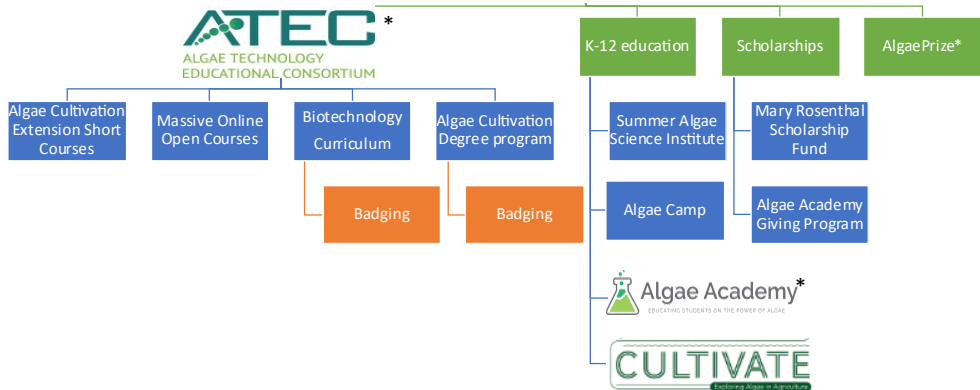 ATEC *
ALGAE TECHNOLOGY
EDUCATIONAL CONSORTIUM
K-12 education
Scholarships
AlgaePrize*
Algae Cultivation
Extension Short
Courses
Massive Online
Open Courses
Biotechnology
Curriculum
Algae Cultivation
Degree program
Summer Algae
Science Institute
Mary Rosenthal
Scholarship
Fund
Badging
Badging
Algae Camp
Algae Academy
Giving Program
Algae Academy*
EDUCATING STUDENTS ON THE POWER OF ALGAE
CULTIVATE
Exploring Algae in Agriculture